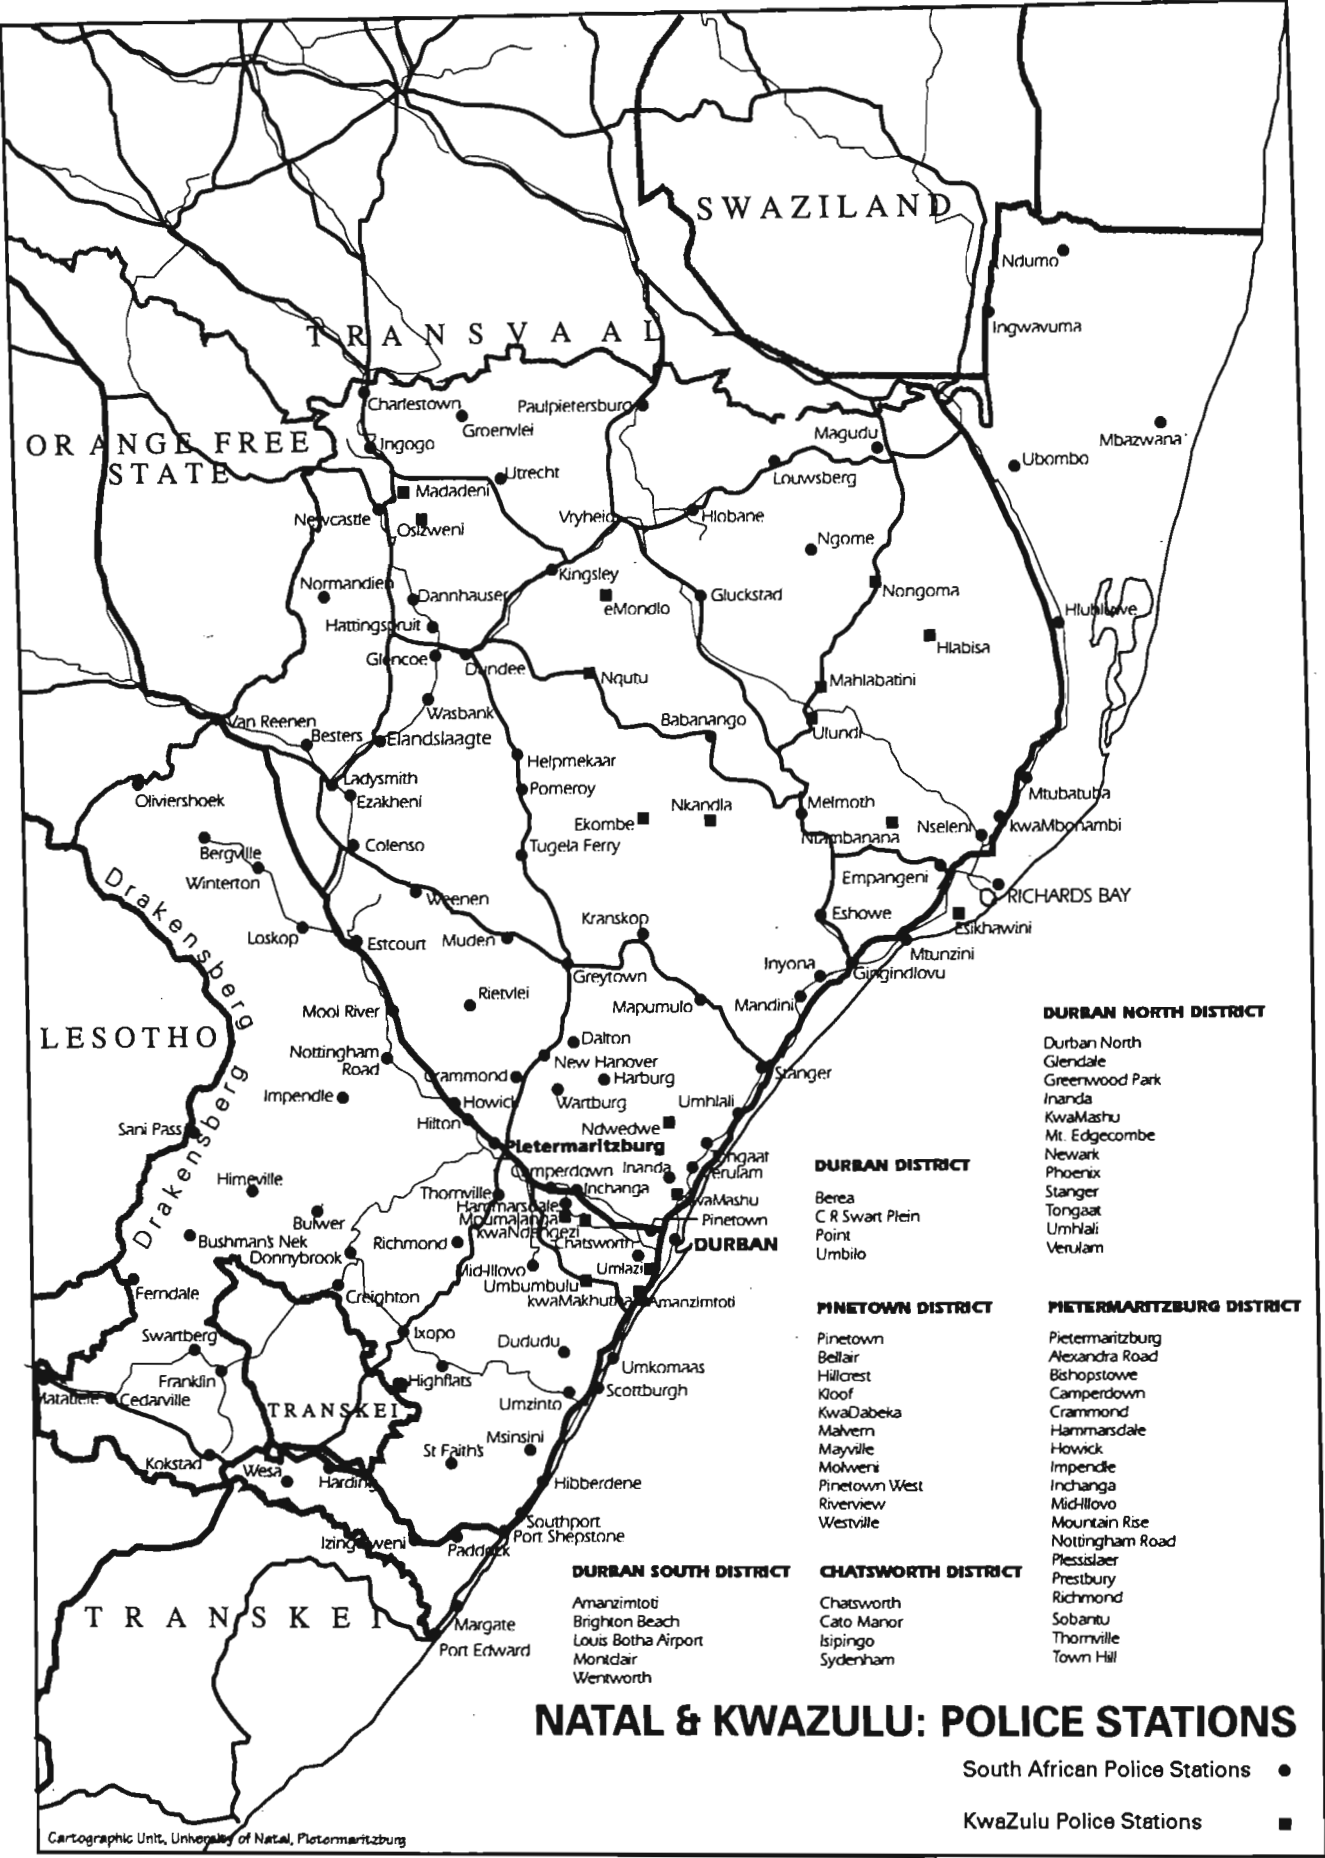 SWAZILAND
Ndumo
Ingwavuma
TRANSVAAL
Charlestown
Groenvlei
Paulpietersburg
Magudu
Mbazwana
ORANGE FREE
STATE
Ingogo
Utrecht
Louwsberg
Ubombo
Madadeni
Newcastle
Osizweni
Vryheid
Hlobane
Ngome
Normandien
Dannhauser
Kingsley
eMondlo
Gluckstad
Nongoma
Hluhluwe
Hattingspruit
Hlabisa
Glencoe
Dundee
Nqutu
Mahlabatini
Wasbank
Van Reenen
Besters
Elandslaagte
Babanango
Ulundi
Helpmekaar
Ladysmith
Ezakheni
Pomeroy
Oliviershoek
Nkandla
Melmoth
Mtubatuba
Ekombe
Ntambanana
Nseleni
kwaMbonambi
Bergville
Colenso
Tugela Ferry
Winterton
Empangeni
Drakensberg
Weenen
RICHARDS BAY
Kranskop
Eshowe
Esikhawini
Loskop
Estcourt
Muden
Mtunzini
Greytown
Inyona
Gingindlovu
Rietvlei
Mapumulo
Mandini
Mooi River
LESOTHO
Dalton
Nottingham
Road
New Hanover
Crammond
Harburg
Stanger
Impendle
Howick
Wartburg
Umhlali
Sani Pass
Hilton
Ndwedwe
Pietermaritzburg
Tongaat
Drakensberg
Camperdown
Inanda
Verulam
Himeville
Thornville
Inchanga
Hammarsdale
kwaMashu
Mpumalanga
Pinetown
Bulwer
kwaNdengezi
Bushman's Nek
Richmond
Chatsworth
DURBAN
Donnybrook
Mid-Illovo
Umlazi
Ferndale
Creighton
Umbumbulu
kwaMakhutha
Amanzimtoti
Swartberg
Ixopo
Dududu
Umkomaas
Franklin
Highflats
Scottburgh
Matatiele
Cedarville
TRANSKEI
Umzinto
Msinsini
St Faith's
Kokstad
Wesa
Harding
Hibberdene
Southport
Izingolweni
Paddock
Port Shepstone
TRANSKEI
Margate
Port Edward
DURBAN NORTH DISTRICT
Durban North
Glendale
Greenwood Park
Inanda
KwaMashu
Mt. Edgecombe
Newark
Phoenix
Stanger
Tongaat
Umhlali
Verulam
DURBAN DISTRICT
Berea
C R Swart Plein
Point
Umbilo
PINETOWN DISTRICT
Pinetown
Bellair
Hillcrest
Kloof
KwaDabeka
Malvern
Mayville
Molweni
Pinetown West
Riverview
Westville
PIETERMARITZBURG DISTRICT
Pietermaritzburg
Alexandra Road
Bishopstowe
Camperdown
Crammond
Hammarsdale
Howick
Impendle
Inchanga
Mid-Illovo
Mountain Rise
Nottingham Road
Plessislaer
Prestbury
Richmond
Sobantu
Thornville
Town Hill
DURBAN SOUTH DISTRICT
Amanzimtoti
Brighton Beach
Louis Botha Airport
Montclair
Wentworth
CHATSWORTH DISTRICT
Chatsworth
Cato Manor
Isipingo
Sydenham
NATAL & KWAZULU: POLICE STATIONS
South African Police Stations
KwaZulu Police Stations
Cartographic Unit, University of Natal, Pietermaritzburg